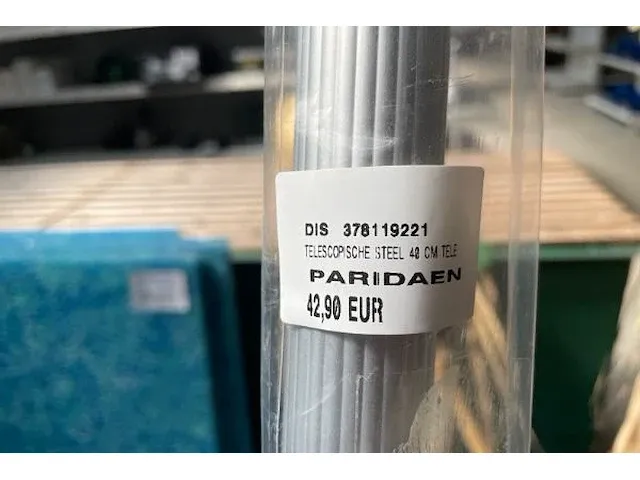 DIS 378119221
TELESCOPISCHE STEEL 40 CM TELE
PARIDAEN
42,90 EUR